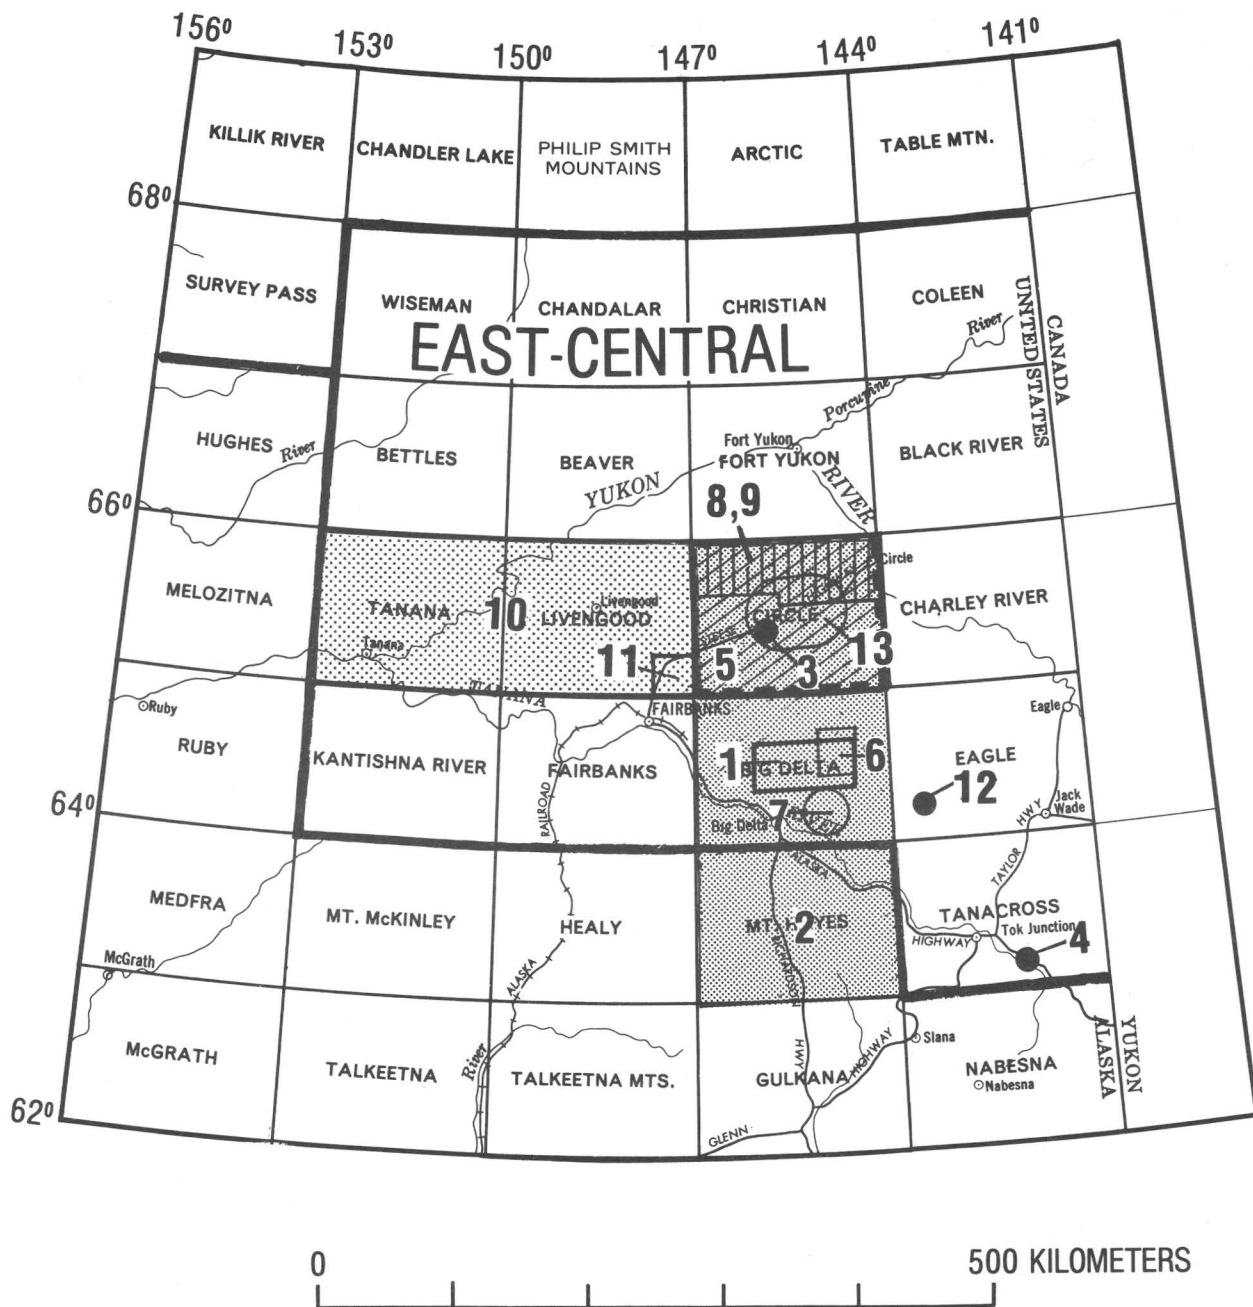 156⁰ 153⁰ 150⁰ 147⁰ 144⁰ 141⁰
KILLIK RIVER
CHANDLER LAKE
PHILIP SMITH
MOUNTAINS
ARCTIC
TABLE MTN.
68⁰
SURVEY PASS
WISEMAN
CHANDALAR
CHRISTIAN
COLEEN
UNITED STATES
CANADA
EAST-CENTRAL
River
Porcupine
HUGHES
River
BETTLES
BEAVER
Fort Yukon
FORT YUKON
BLACK RIVER
YUKON
RIVER
8,9
66⁰
Circle
MELOZITNA
TANANA
10
LIVENGOOD
Livengood
CIRCLE
CHARLEY RIVER
Tanana
11
5
3
13
TANANA
FAIRBANKS
Ruby
Eagle
RUBY
KANTISHNA RIVER
FAIRBANKS
1
BIG DELTA
6
EAGLE
12
64⁰
RAILROAD
7
Big Delta
RIVER
HWY
Jack
Wade
ALASKA
TAYLOR
MEDFRA
MT. McKINLEY
HEALY
MT. HAYES
2
TANACROSS
HIGHWAY
Tok Junction
4
McGrath
ALASKA
RICHARDSON
HWY
McGRATH
TALKEETNA
River
TALKEETNA MTS.
GULKANA
HIGHWAY
Slana
NABESNA
Nabesna
ALASKA
YUKON
62⁰
GLENN
0 500 KILOMETERS